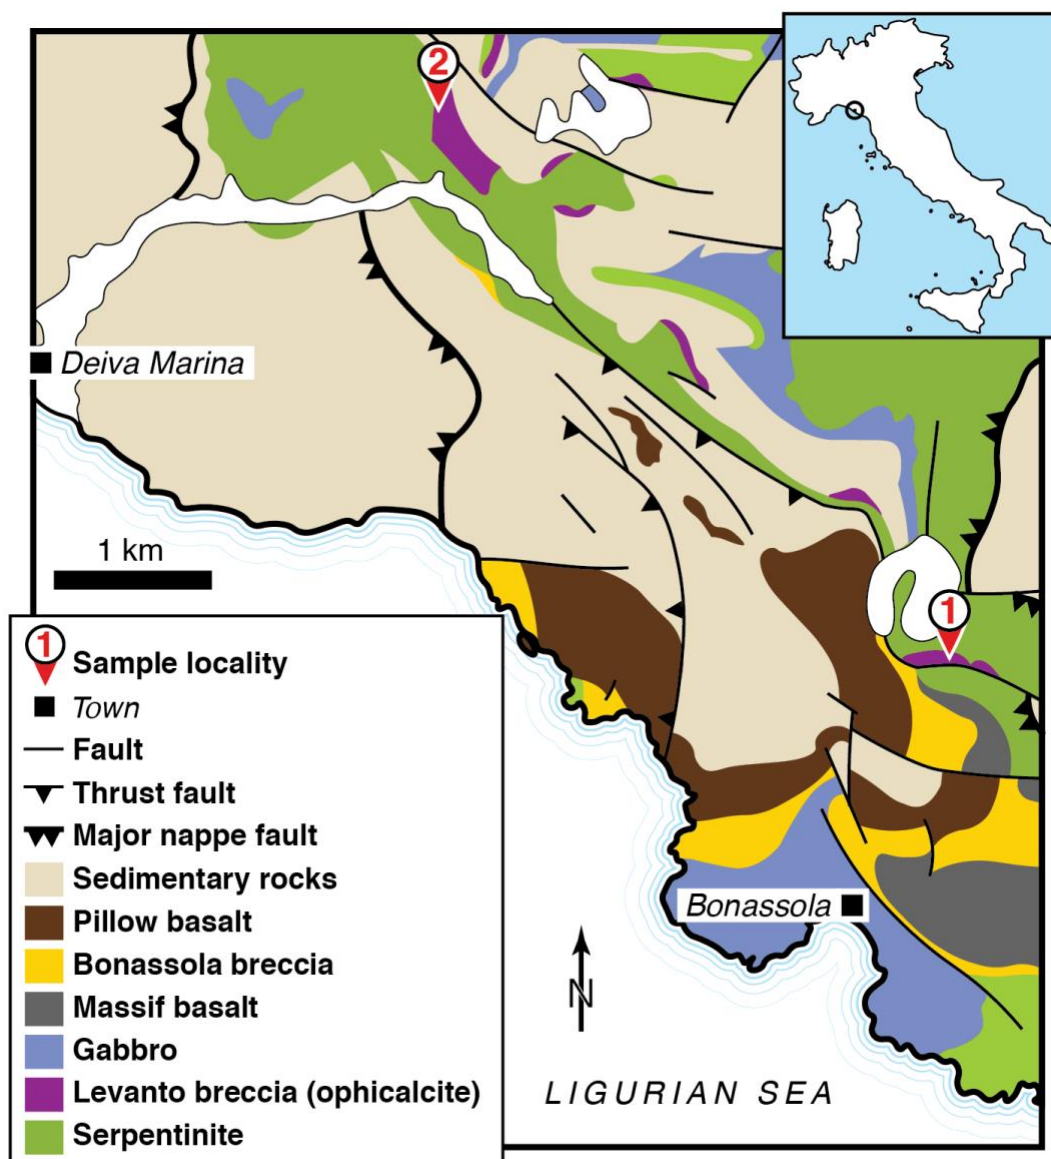 2
Deiva Marina
1 km
1
1
Sample locality
Town
Fault
Thrust fault
Major nappe fault
Sedimentary rocks
Pillow basalt
Bonassola breccia
Massif basalt
Gabbro
Levanto breccia (ophicalcite)
Serpentinite
Bonassola
N
LIGURIAN SEA